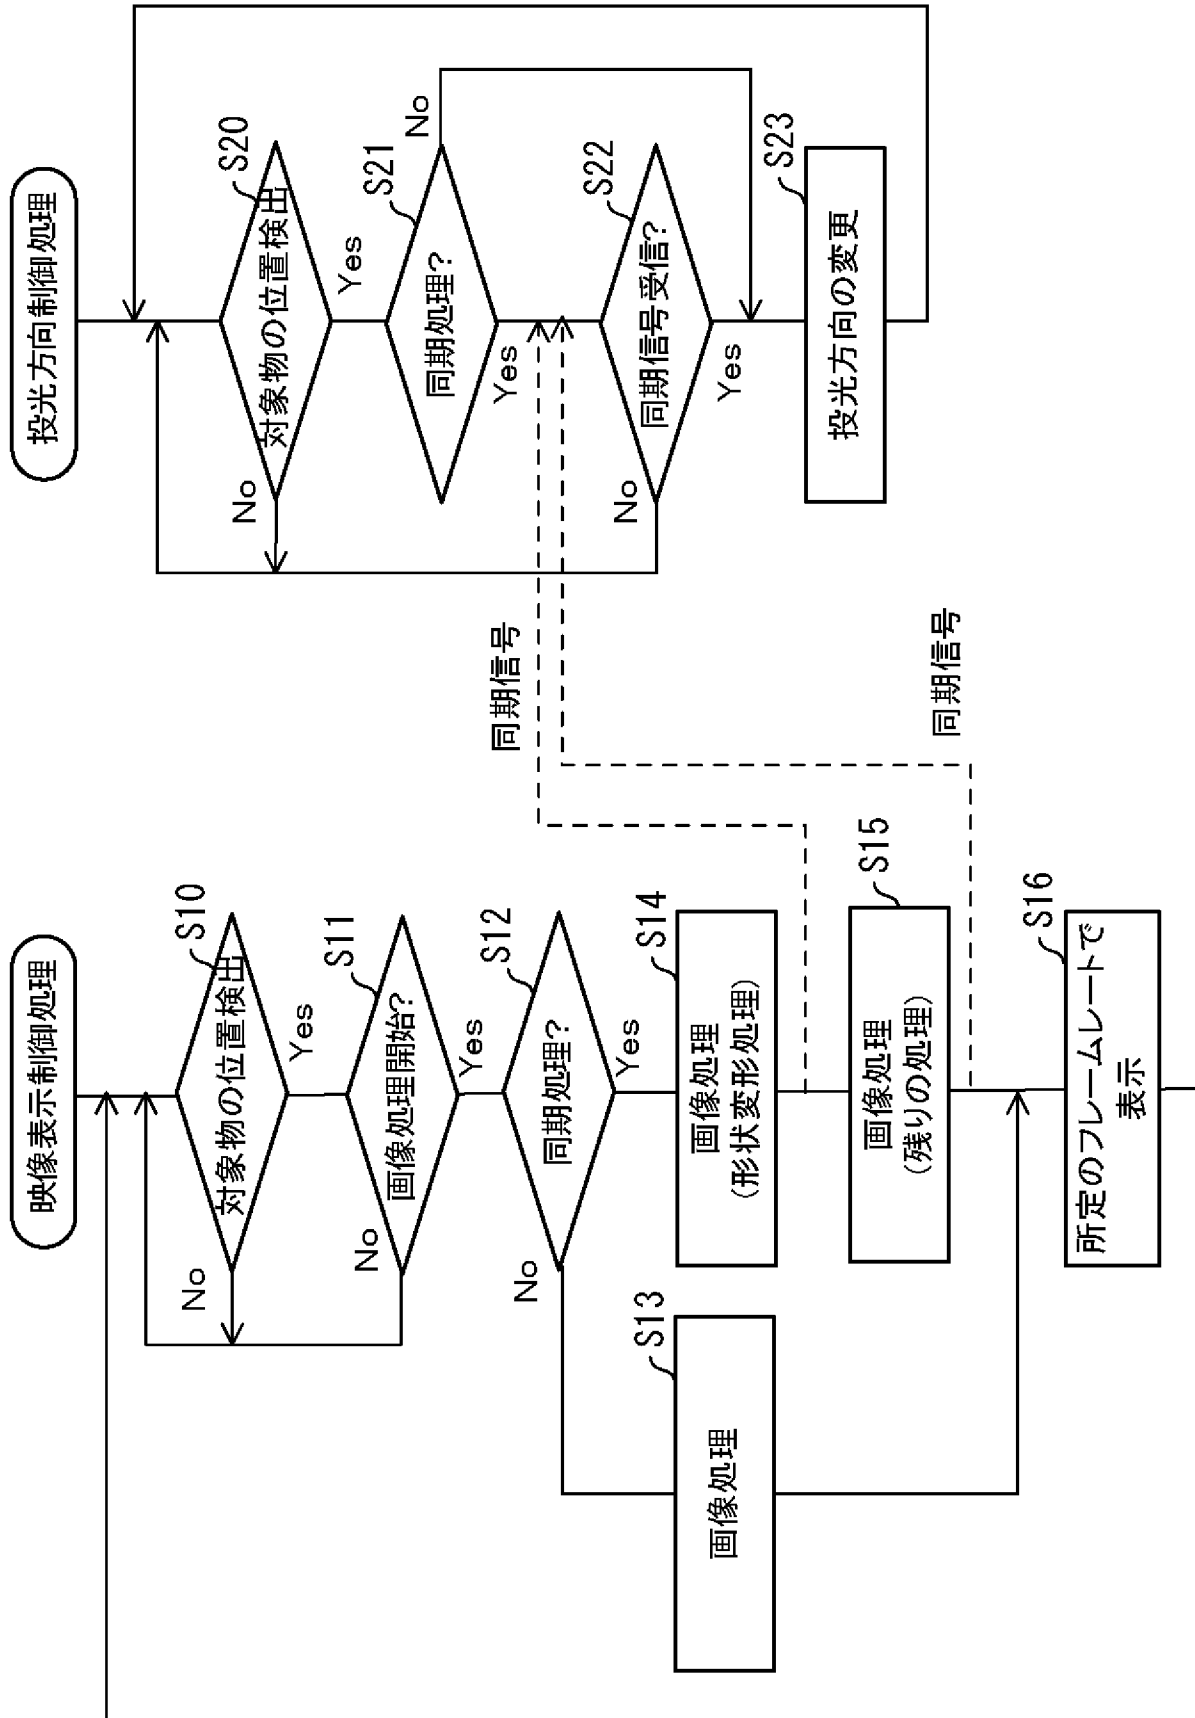 映像表示制御処理
S10
対象物の位置検出
No
Yes
S11
画像処理開始?
No
Yes
S12
同期処理?
No
Yes
S13
画像処理
S14
画像処理
(形状変形処理)
S15
画像処理
(残りの処理)
S16
所定のフレームレートで
表示
同期信号
同期信号
投光方向制御処理
S20
対象物の位置検出
No
Yes
S21
同期処理?
No
Yes
S22
同期信号受信?
No
Yes
S23
投光方向の変更